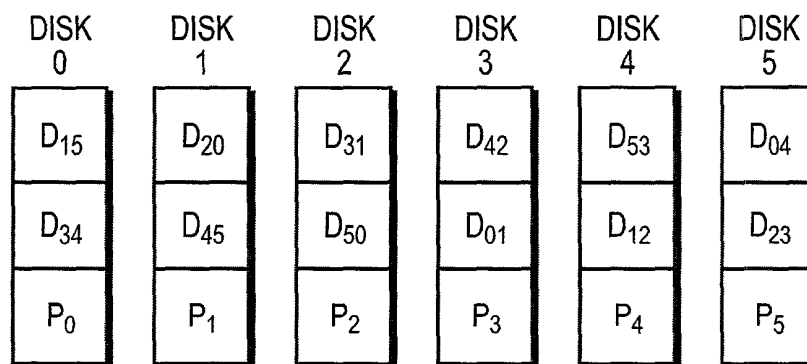 DISK 0 DISK 1 DISK 2 DISK 3 DISK 4 DISK 5
D15 D20 D31 D42 D53 D04
D34 D45 D50 D01 D12 D23
P0 P1 P2 P3 P4 P5